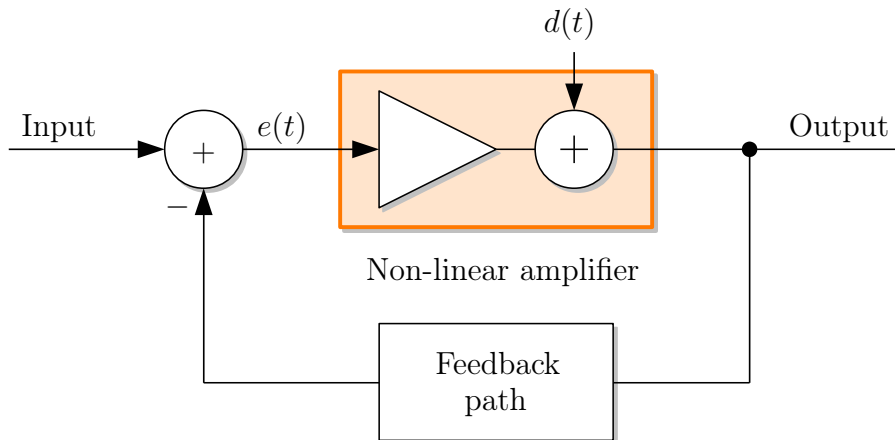 d(t)
Input
+
e(t)
+
Output
−
Non-linear amplifier
Feedback
path